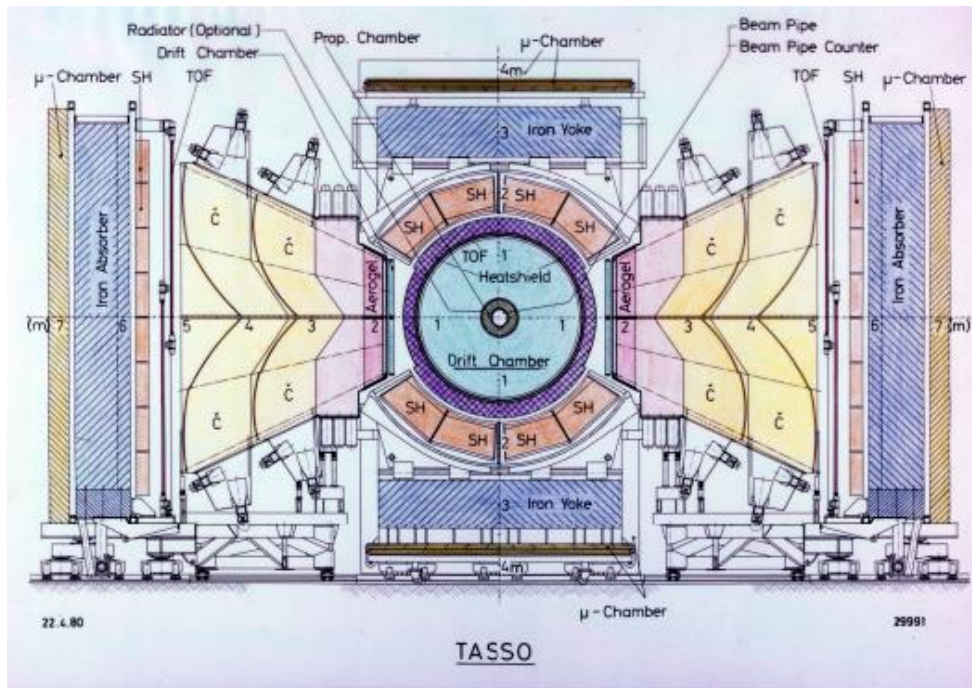 Radiator (Optional)
Drift Chamber
Prop. Chamber
μ-Chamber
4m
Beam Pipe
Beam Pipe Counter
μ-Chamber SH TOF
TOF SH μ-Chamber
3 Iron Yoke
SH 2 SH
SH SH
Č Č Č Č
Iron Absorber
Aerogel
TOF 1
Heatshield
Aerogel
Iron Absorber
(m) 7 6 5 4 3 2 1 1 2 3 4 5 6 7 (m)
Drift Chamber
1
Č Č Č Č
SH SH
SH 2 SH
3 Iron Yoke
4m
μ-Chamber
22.4.80
29991
TASSO